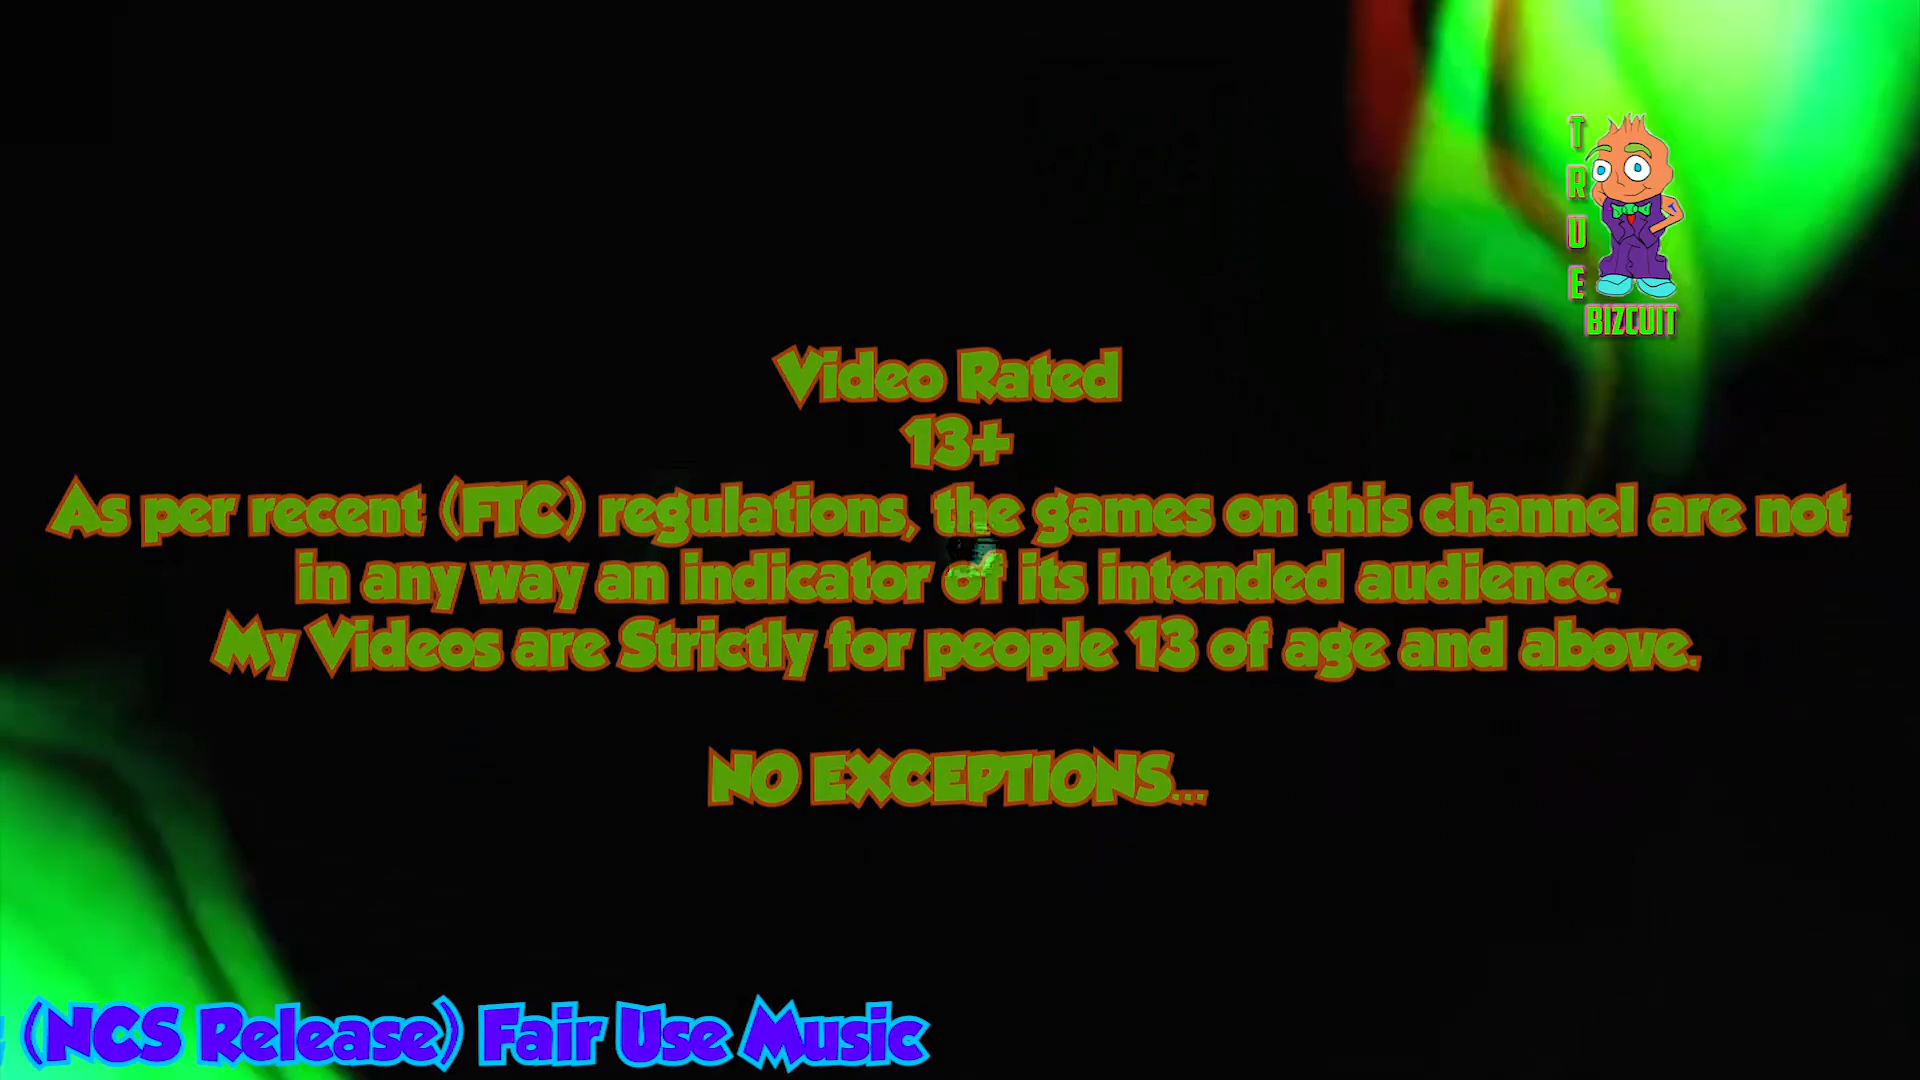 TRUE
BIZCUIT
Video Rated
13+
As per recent (FTC) regulations, the games on this channel are not
in any way an indicator of its intended audience.
My Videos are Strictly for people 13 of age and above.
NO EXCEPTIONS...
(NCS Release) Fair Use Music